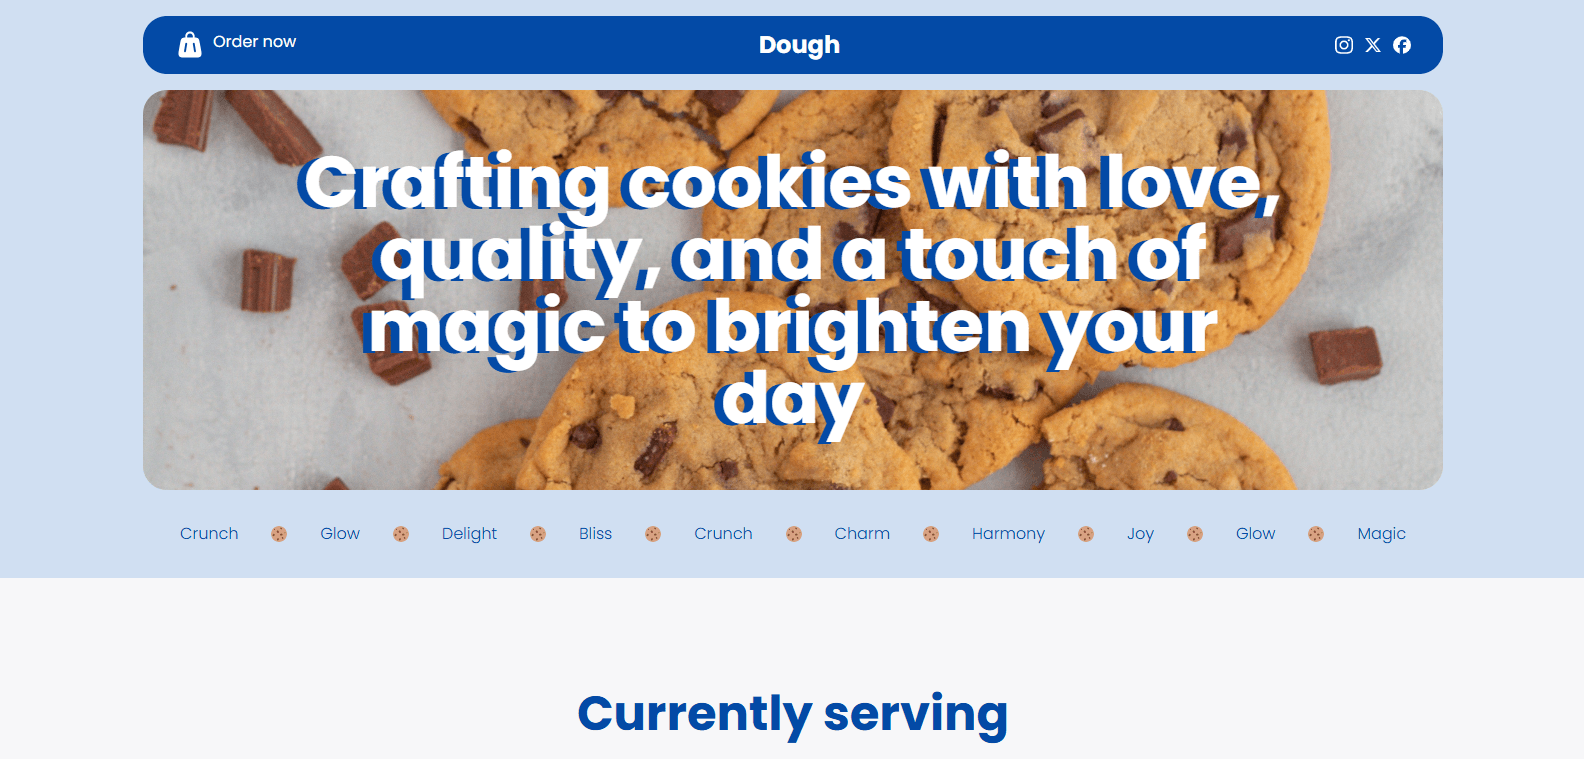 Order now
Dough
Crafting cookies with love,
quality, and a touch of
magic to brighten your
day
Crunch Glow Delight Bliss Crunch Charm Harmony Joy Glow Magic
Currently serving